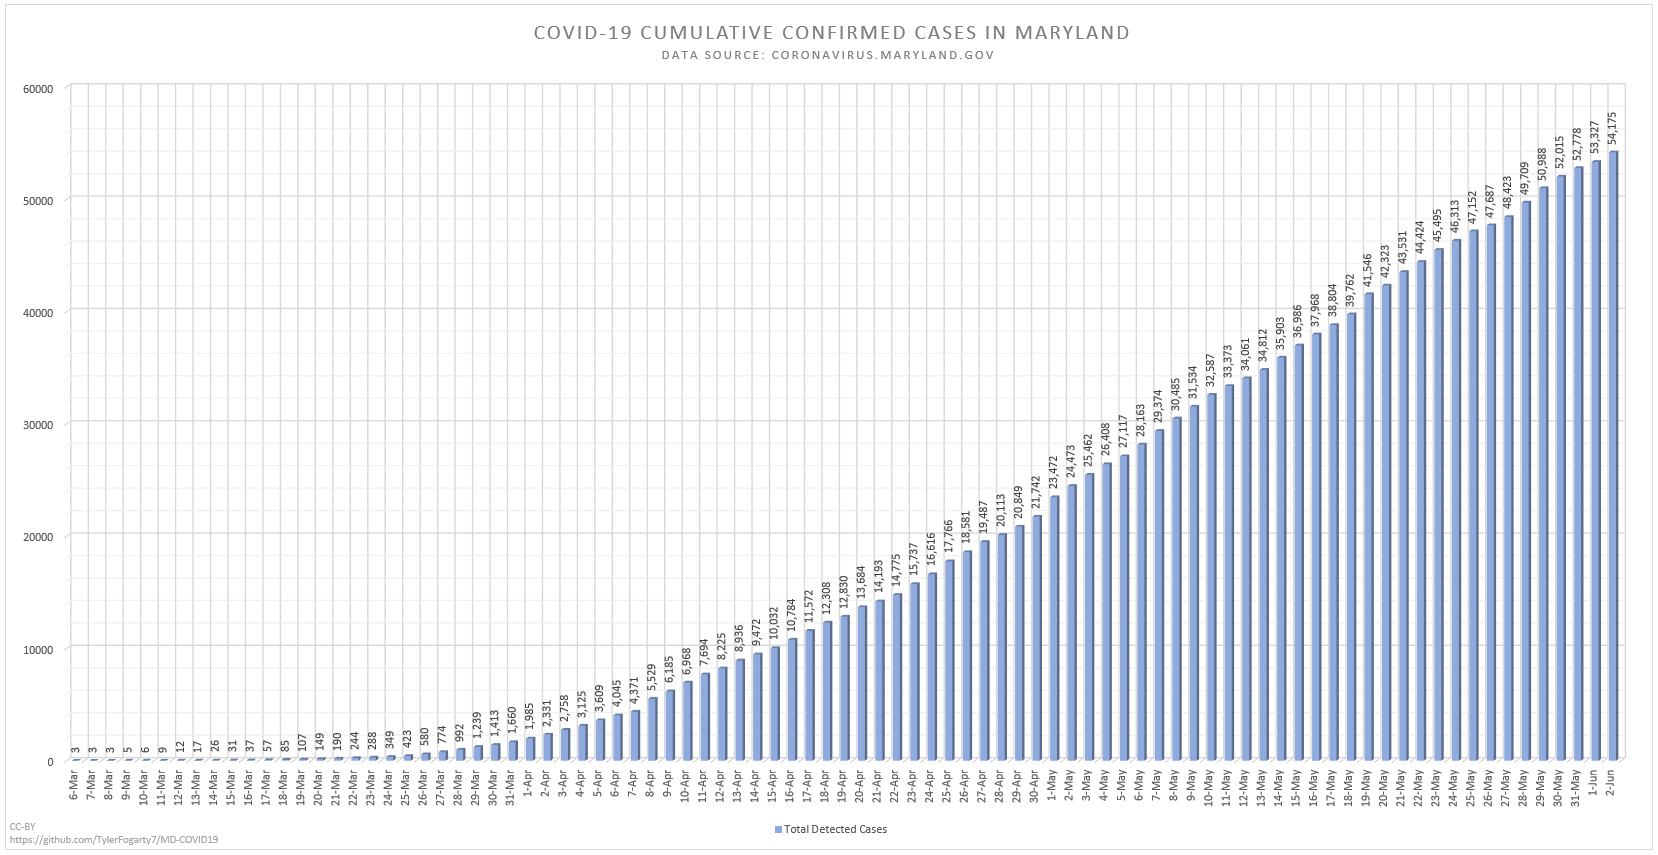 COVID-19 CUMULATIVE CONFIRMED CASES IN MARYLAND
DATA SOURCE: CORONAVIRUS.MARYLAND.GOV
60000
50000
40000
30000
20000
10000
0
3
3
3
5
6
9
12
17
26
31
37
57
85
107
149
190
244
288
349
423
580
774
992
1,239
1,413
1,660
1,985
2,331
2,758
3,125
3,609
4,045
4,371
5,529
6,185
6,968
7,694
8,225
8,936
9,472
10,032
10,784
11,572
12,308
12,830
13,684
14,193
14,775
15,737
16,616
17,766
18,581
19,487
20,113
20,849
21,742
23,472
24,473
25,462
26,408
27,117
28,163
29,374
30,485
31,534
32,587
33,373
34,061
34,812
35,903
36,986
37,968
38,804
39,762
41,546
42,323
43,531
44,424
45,495
46,313
47,152
47,687
48,423
49,709
50,988
52,015
52,778
53,327
54,175
6-Mar
7-Mar
8-Mar
9-Mar
10-Mar
11-Mar
12-Mar
13-Mar
14-Mar
15-Mar
16-Mar
17-Mar
18-Mar
19-Mar
20-Mar
21-Mar
22-Mar
23-Mar
24-Mar
25-Mar
26-Mar
27-Mar
28-Mar
29-Mar
30-Mar
31-Mar
1-Apr
2-Apr
3-Apr
4-Apr
5-Apr
6-Apr
7-Apr
8-Apr
9-Apr
10-Apr
11-Apr
12-Apr
13-Apr
14-Apr
15-Apr
16-Apr
17-Apr
18-Apr
19-Apr
20-Apr
21-Apr
22-Apr
23-Apr
24-Apr
25-Apr
26-Apr
27-Apr
28-Apr
29-Apr
30-Apr
1-May
2-May
3-May
4-May
5-May
6-May
7-May
8-May
9-May
10-May
11-May
12-May
13-May
14-May
15-May
16-May
17-May
18-May
19-May
20-May
21-May
22-May
23-May
24-May
25-May
26-May
27-May
28-May
29-May
30-May
31-May
1-Jun
2-Jun
Total Detected Cases
CC-BY
https://github.com/TylerFogarty7/MD-COVID19